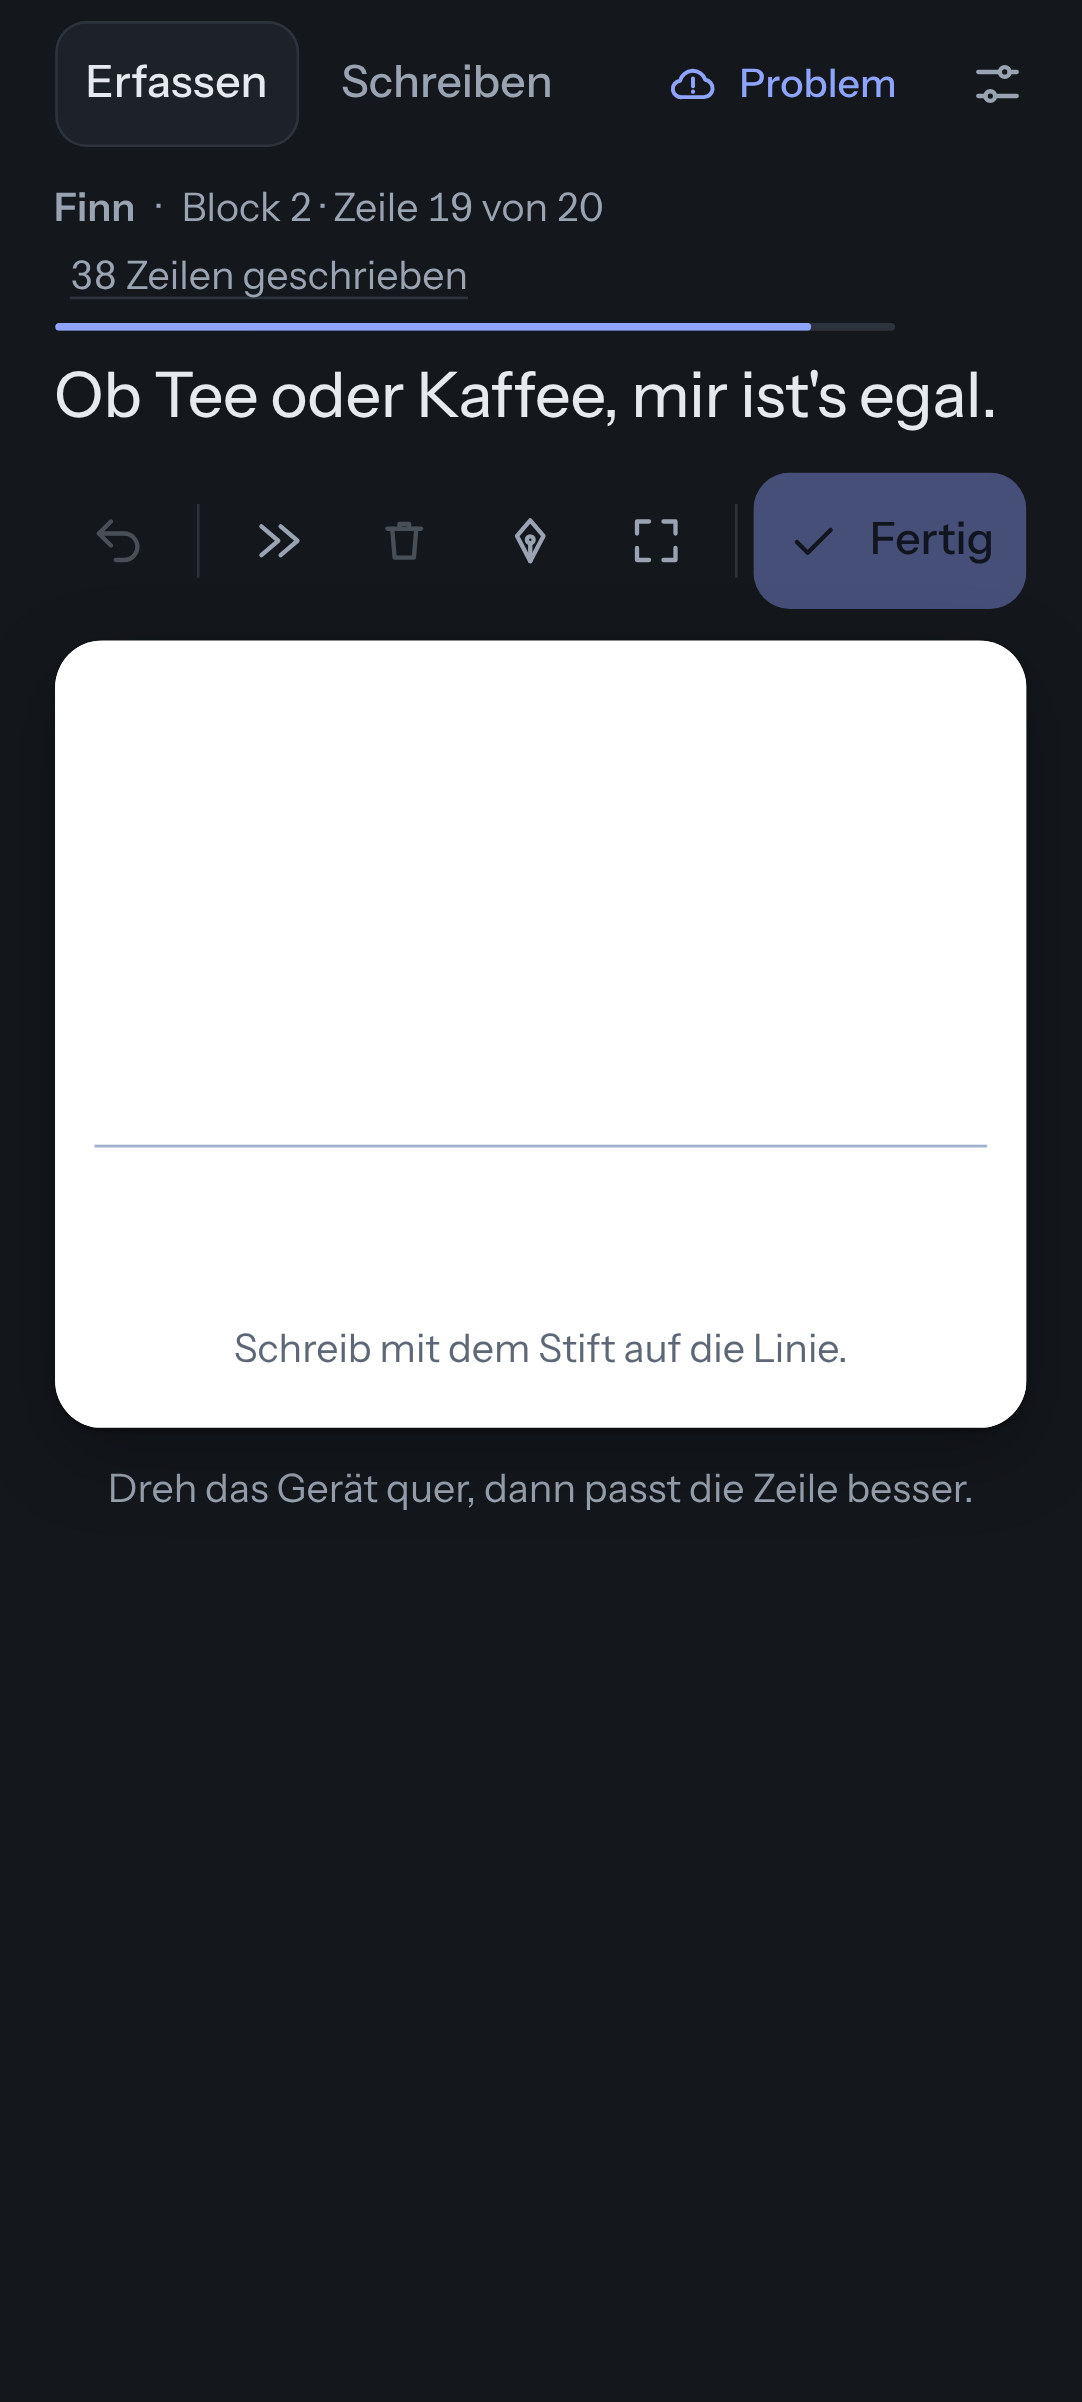 Erfassen Schreiben Problem
Finn · Block 2 · Zeile 19 von 20
38 Zeilen geschrieben
Ob Tee oder Kaffee, mir ist's egal.
Fertig
Schreib mit dem Stift auf die Linie.
Dreh das Gerät quer, dann passt die Zeile besser.